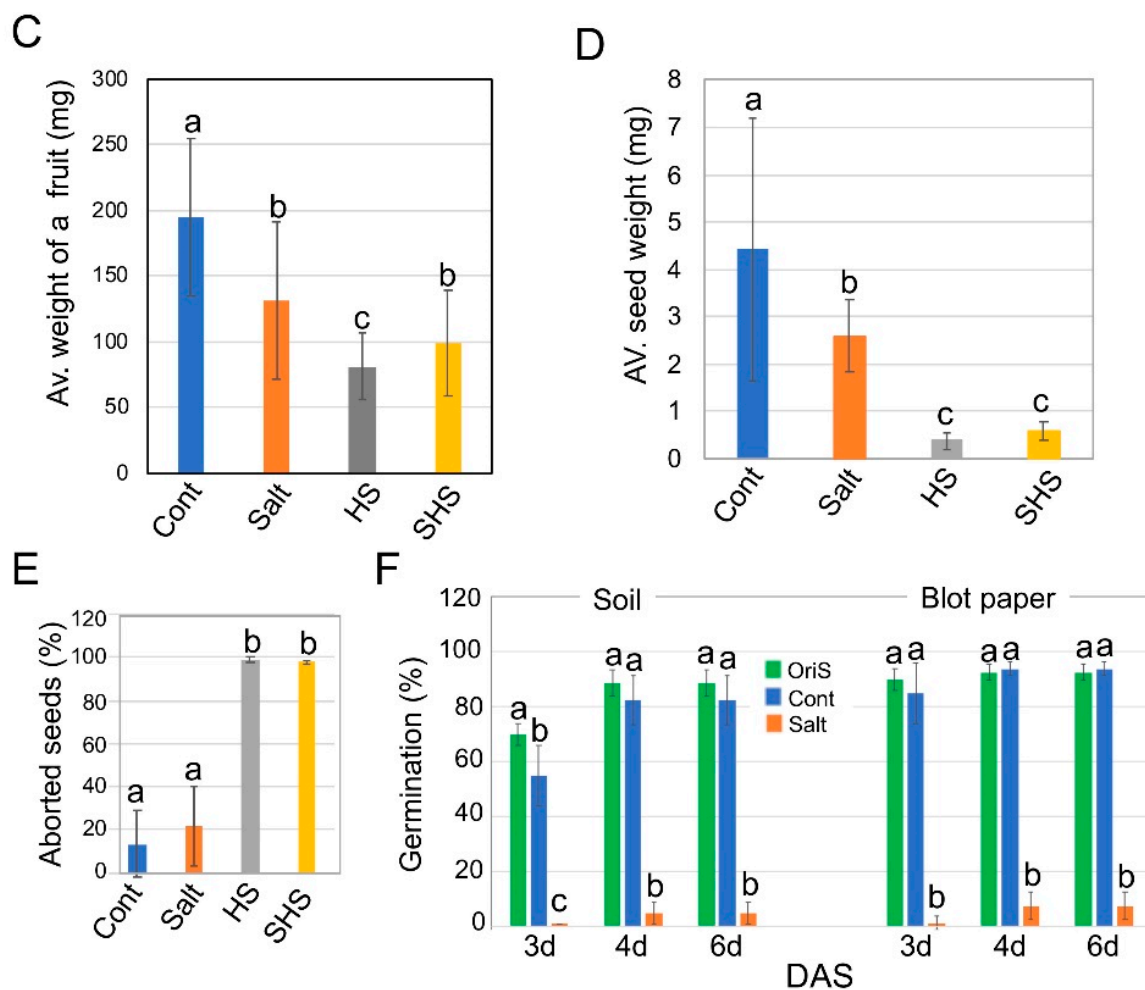 C
Av. weight of a fruit (mg)
300
250
200
150
100
50
0
a
b
c
b
Cont
Salt
HS
SHS
D
AV. seed weight (mg)
8
7
6
5
4
3
2
1
0
a
b
c
c
Cont
Salt
HS
SHS
E
Aborted seeds (%)
120
100
80
60
40
20
0
a
a
b
b
Cont
Salt
HS
SHS
F
Germination (%)
120
100
80
60
40
20
0
Soil
Blot paper
OriS
Cont
Salt
a b c
a a b
a a b
a a b
a a b
a a b
3d 4d 6d 3d 4d 6d
DAS